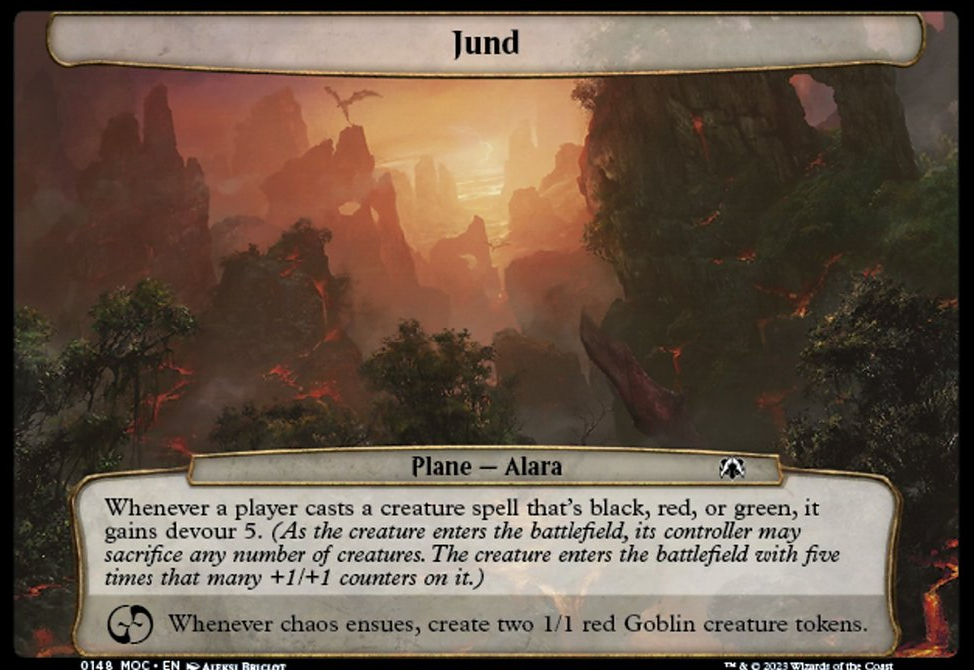 Jund
Plane — Alara
Whenever a player casts a creature spell that's black, red, or green, it
gains devour 5. (As the creature enters the battlefield, its controller may
sacrifice any number of creatures. The creature enters the battlefield with five
times that many +1/+1 counters on it.)
Whenever chaos ensues, create two 1/1 red Goblin creature tokens.
0148 MOC • EN ALEKSI BRICLOT
™ & © 2023 Wizards of the Coast